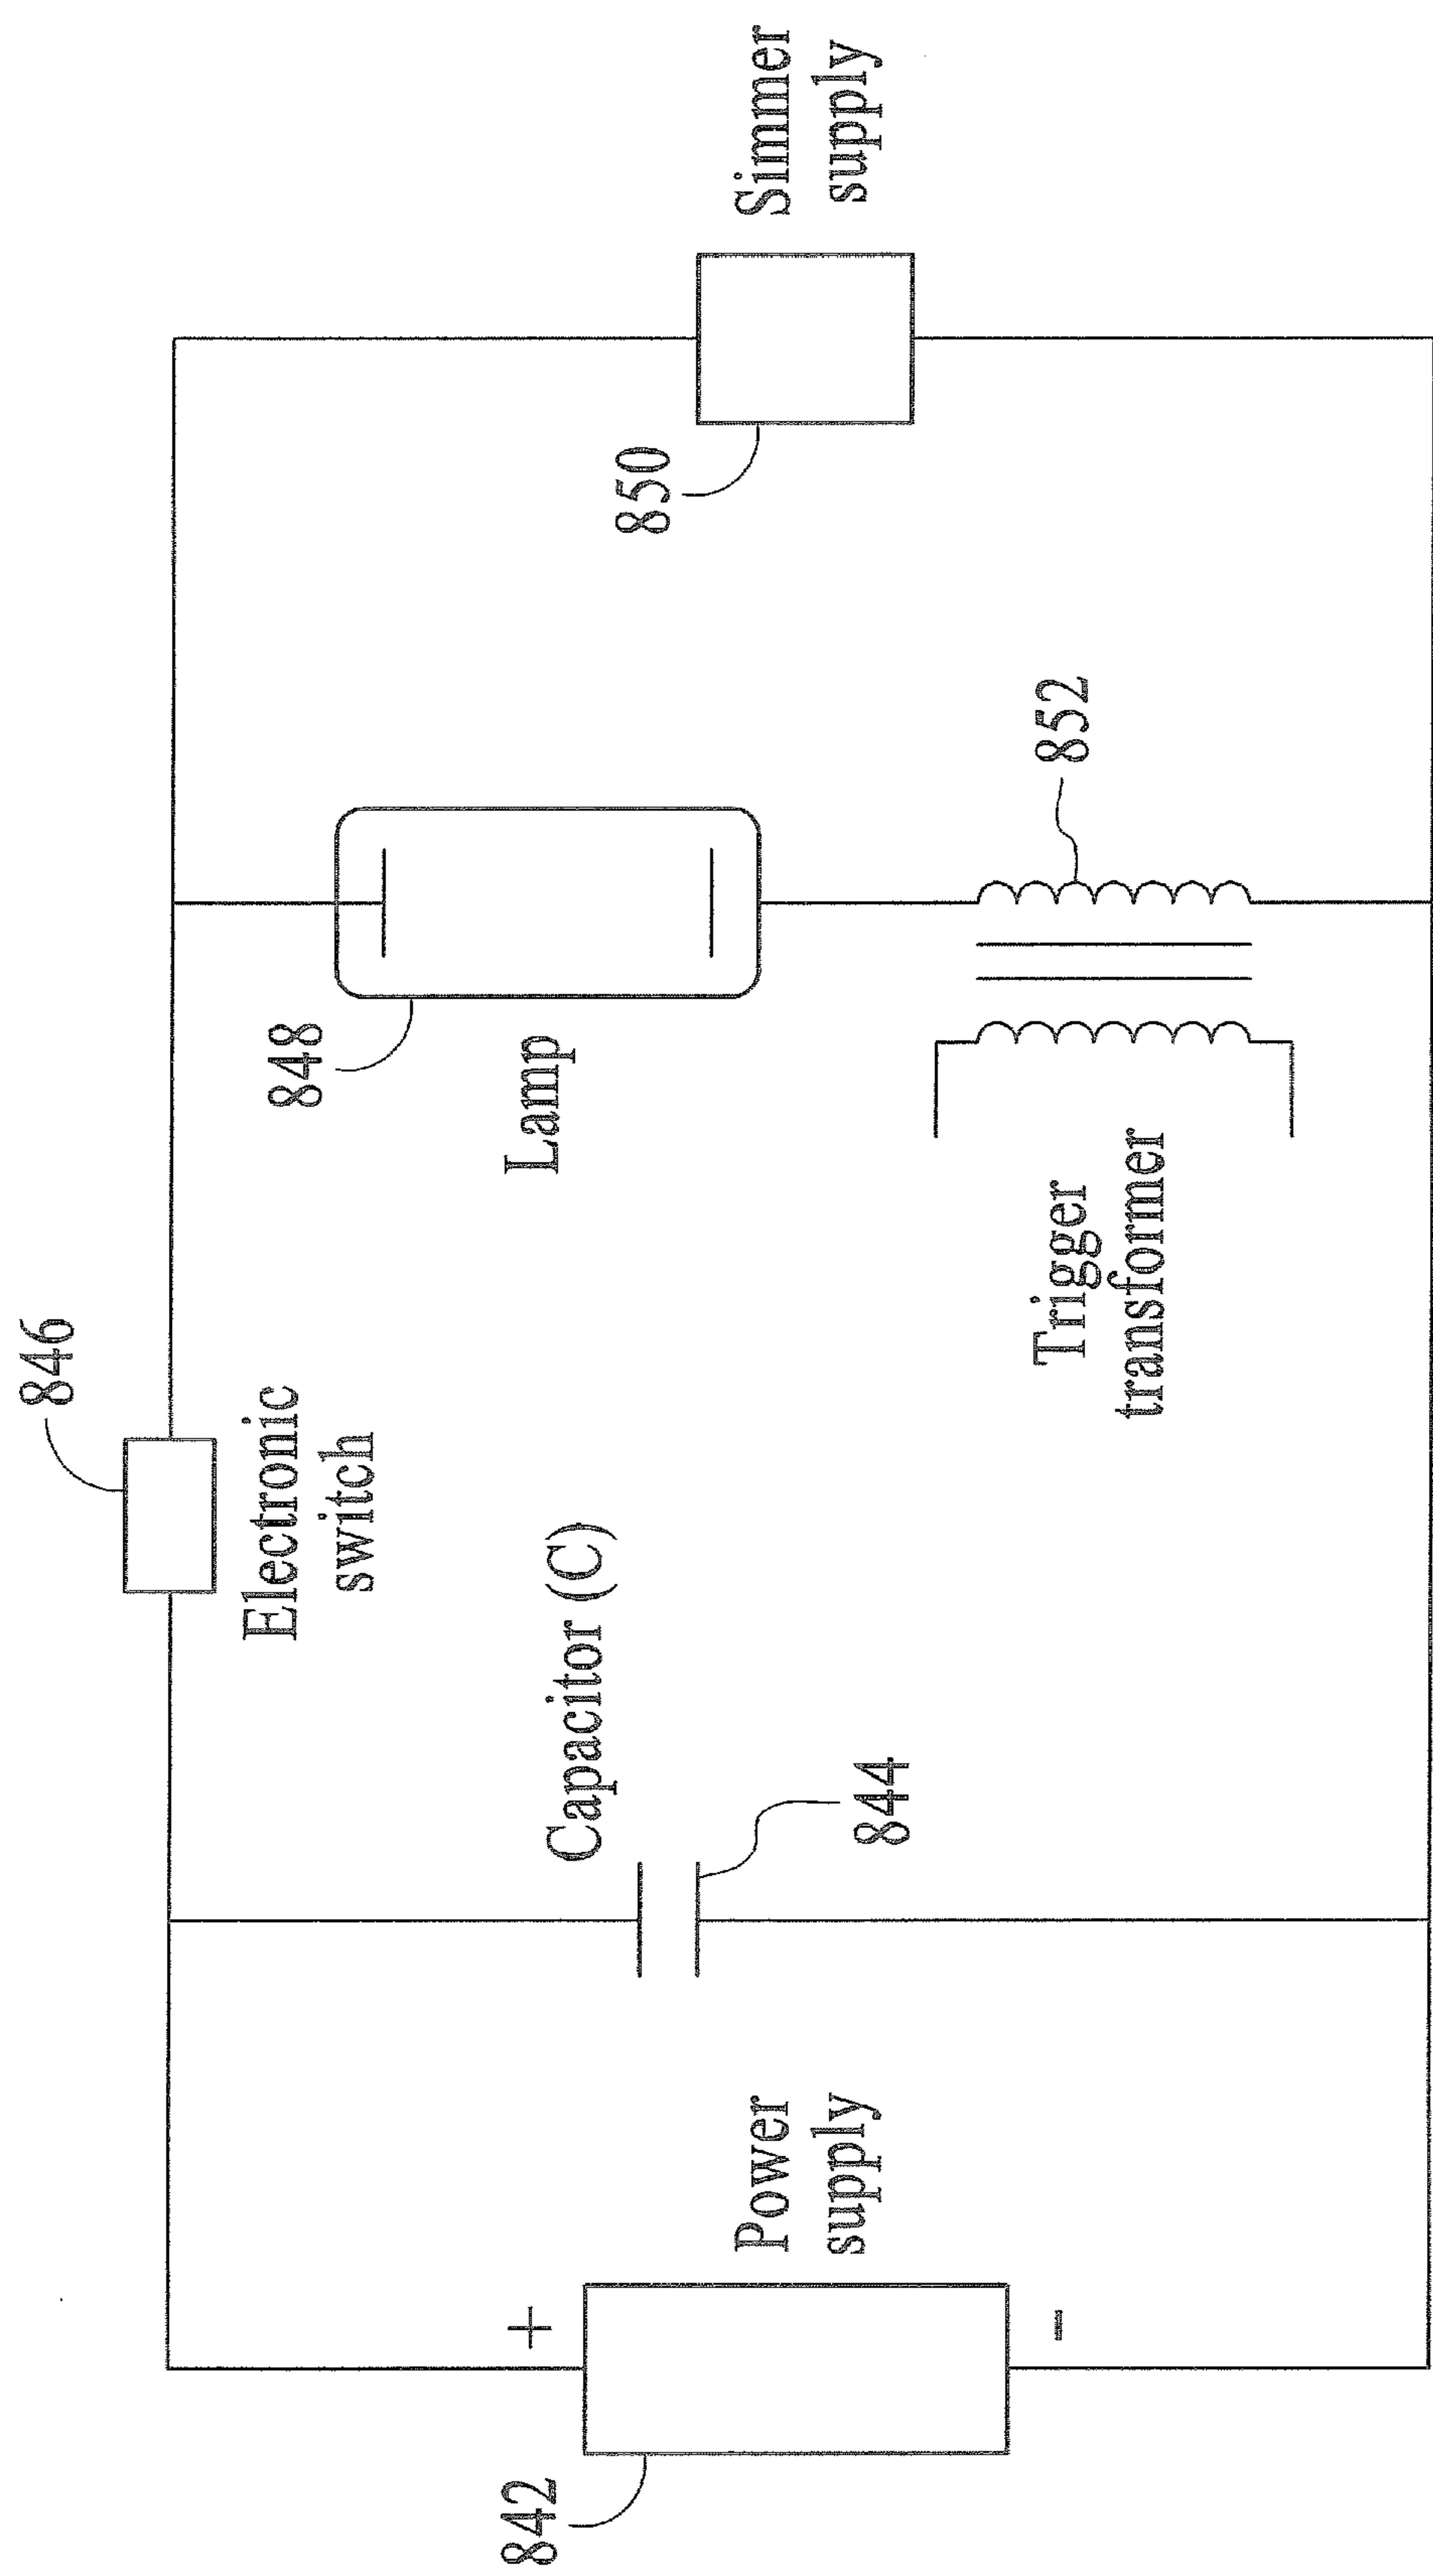 846
Electronic
switch
848
Lamp
Capacitor (C)
844
850
Simmer
supply
842
+
Power
supply
-
852
Trigger
transformer